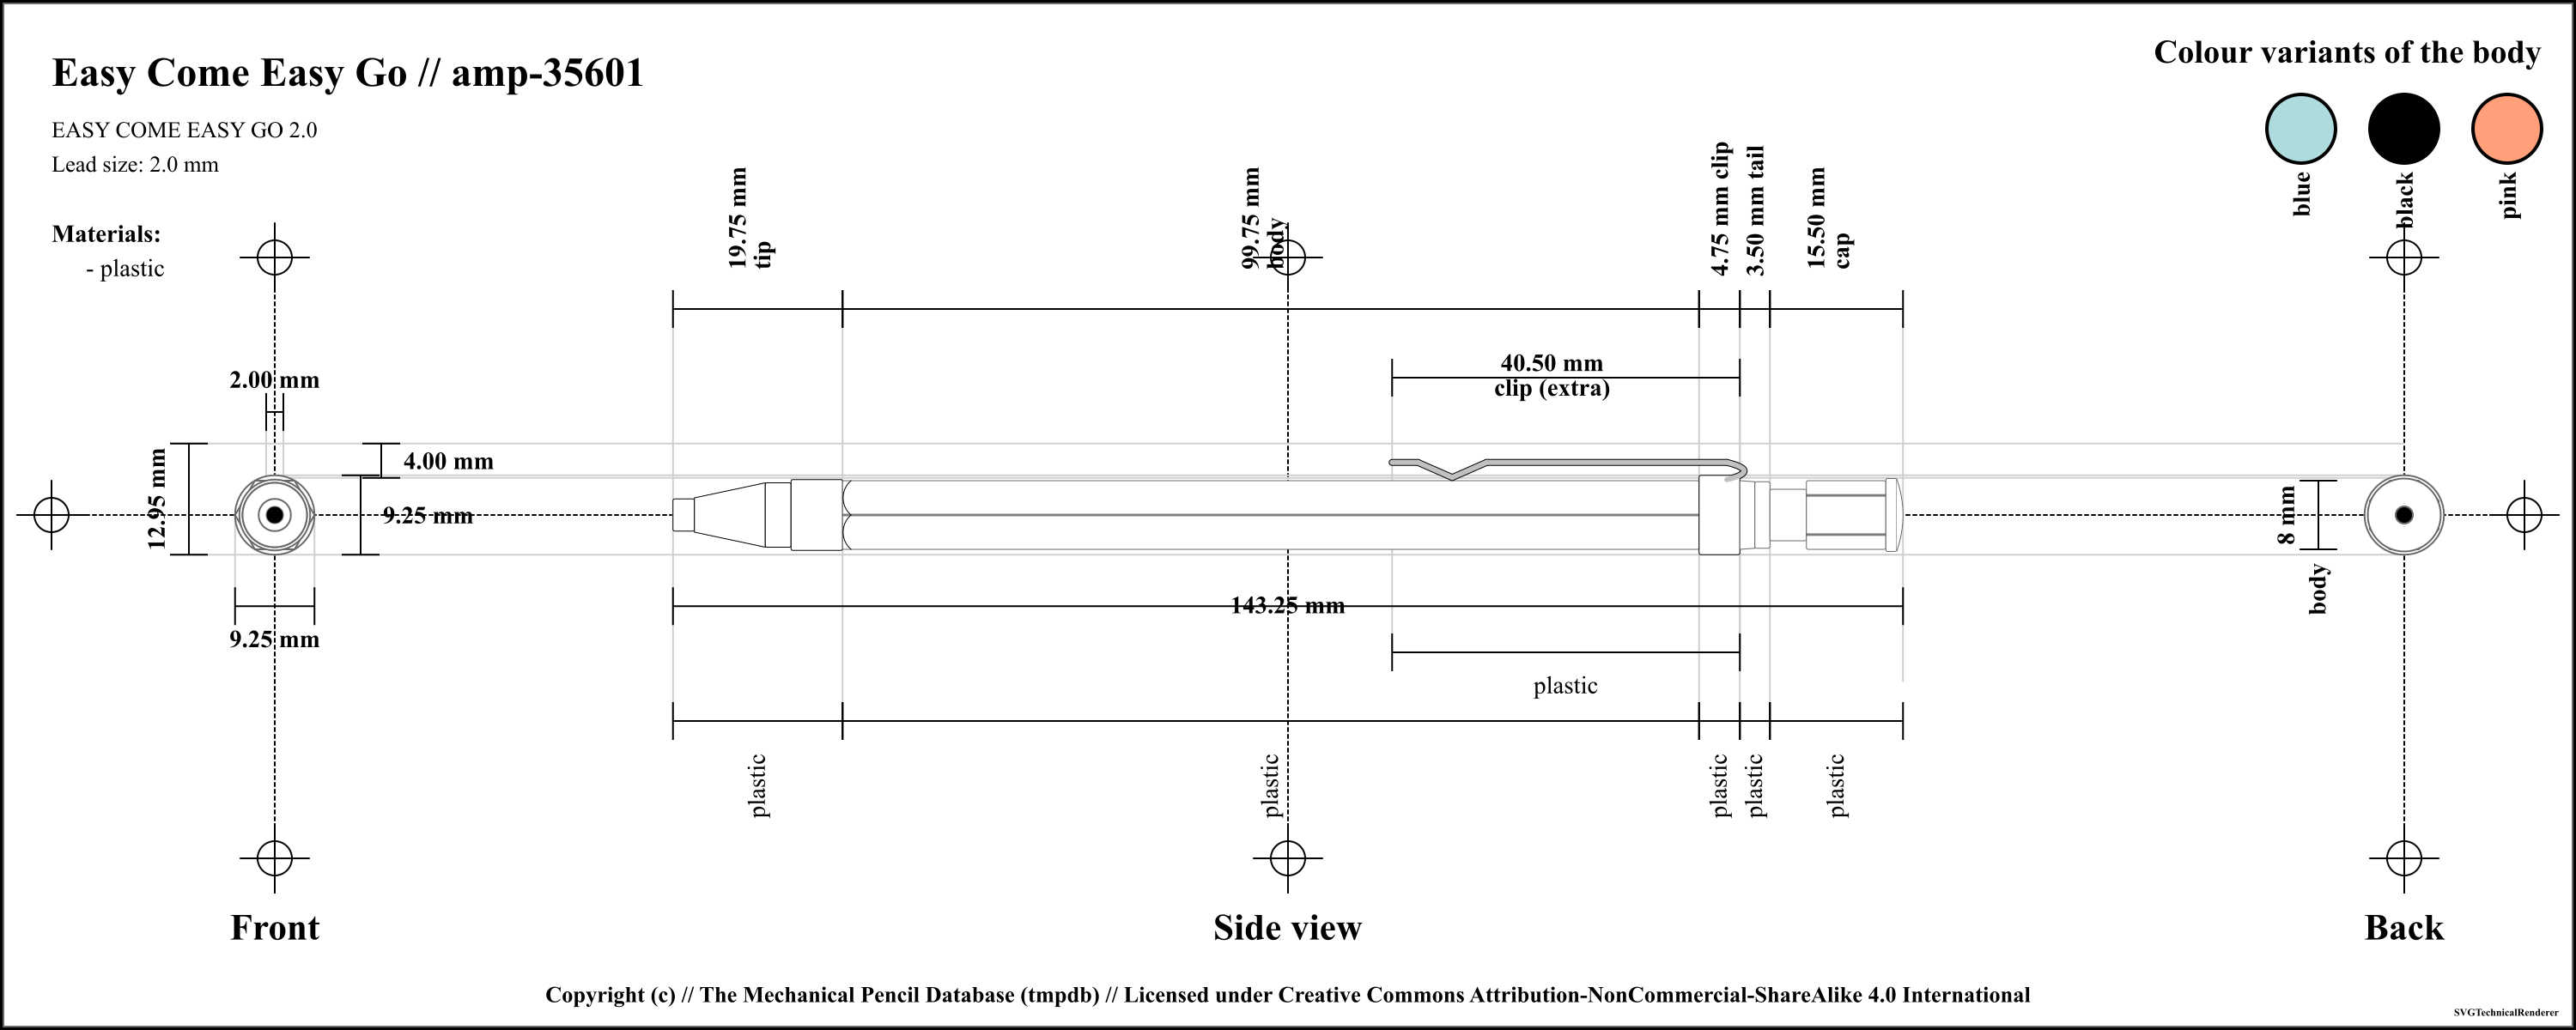 Easy Come Easy Go // amp-35601
EASY COME EASY GO 2.0
Lead size: 2.0 mm
Materials:
- plastic
Colour variants of the body
blue
black
pink
19.75 mm
tip
99.75 mm
body
4.75 mm clip
3.50 mm tail
15.50 mm
cap
40.50 mm
clip (extra)
2.00 mm
4.00 mm
12.95 mm
9.25 mm
9.25 mm
8 mm
body
143.25 mm
plastic
plastic
plastic
plastic
plastic
plastic
Front
Side view
Back
Copyright (c) // The Mechanical Pencil Database (tmpdb) // Licensed under Creative Commons Attribution-NonCommercial-ShareAlike 4.0 International
SVGTechnicalRenderer